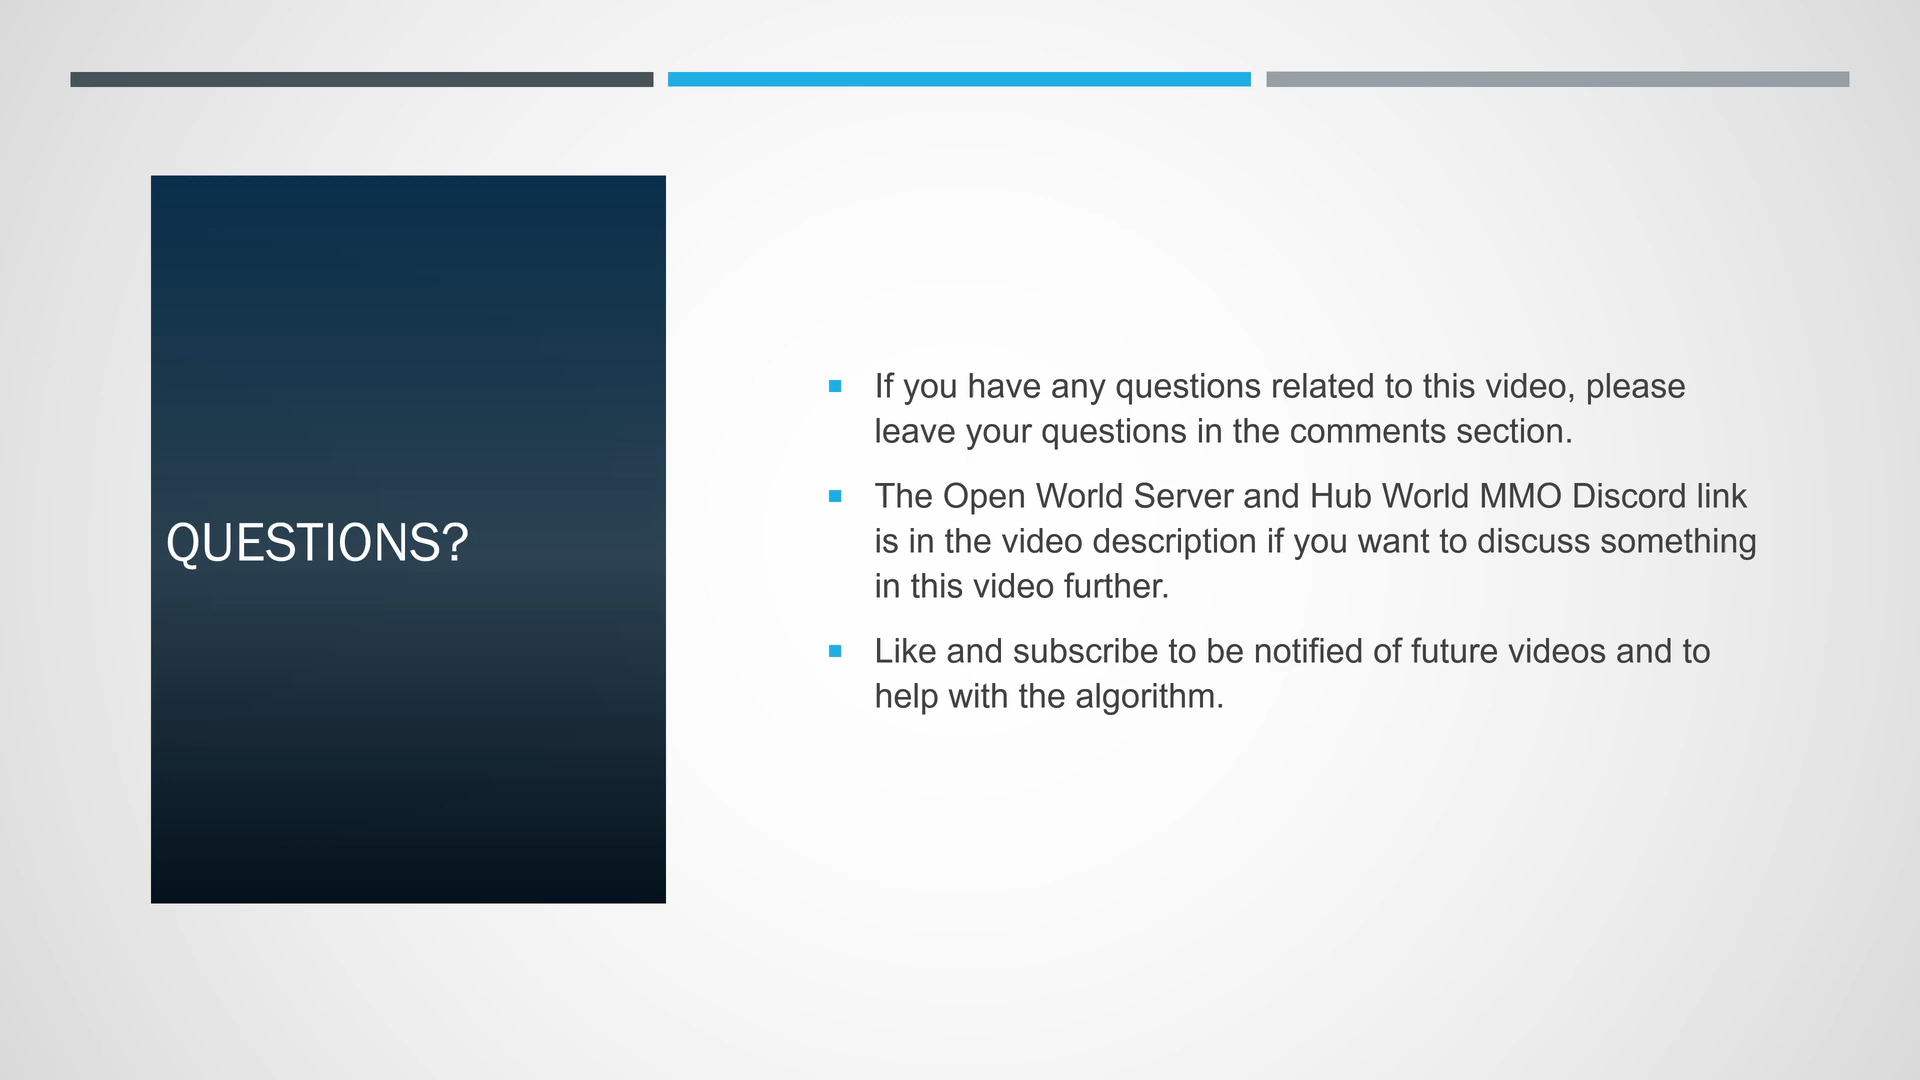 QUESTIONS?
If you have any questions related to this video, please
leave your questions in the comments section.
The Open World Server and Hub World MMO Discord link
is in the video description if you want to discuss something
in this video further.
Like and subscribe to be notified of future videos and to
help with the algorithm.